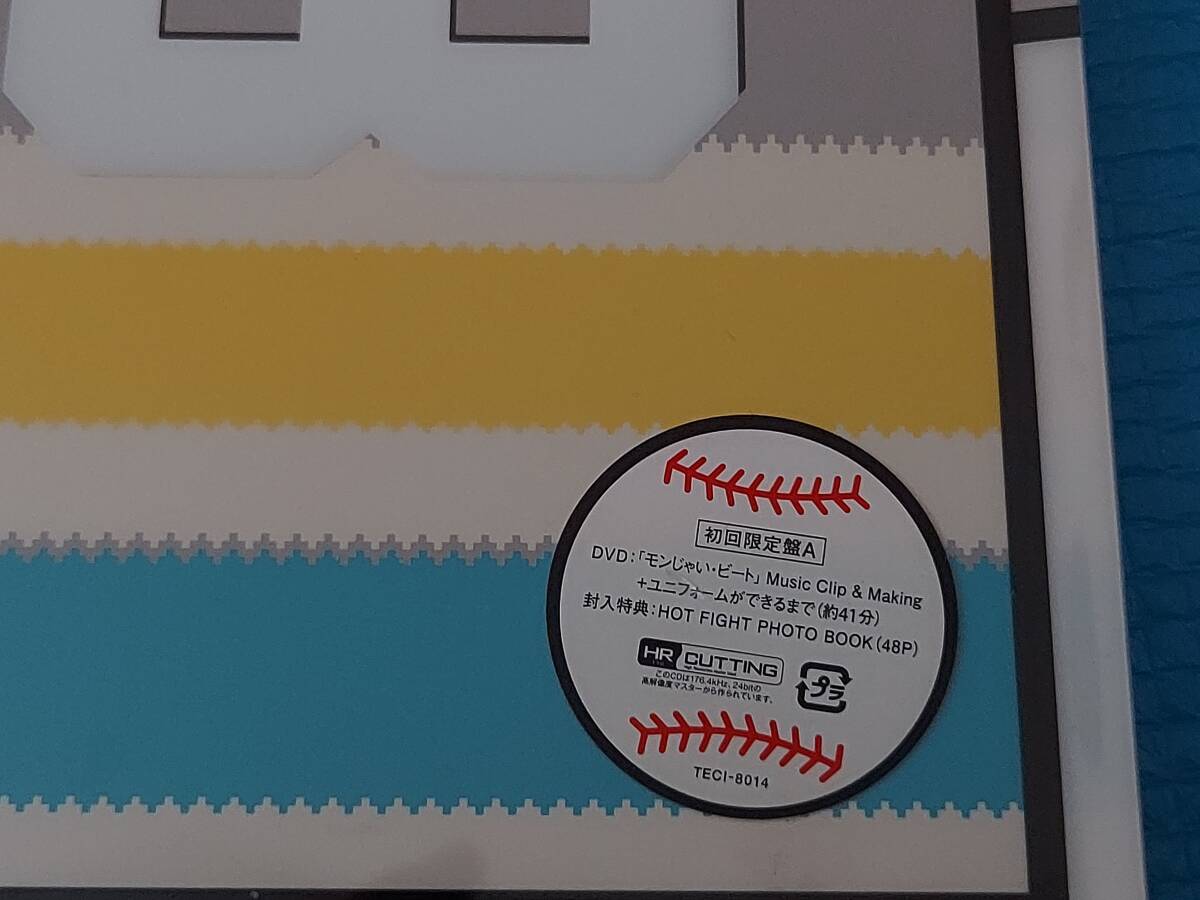 初回限定盤A
DVD:「モンじゃい・ビート」Music Clip & Making
+ユニフォームができるまで(約41分)
封入特典:HOT FIGHT PHOTO BOOK(48P)
HR CUTTING
このCDは176.4kHz、24bitの
高解像度マスターから作られています。
プラ
TECI-8014